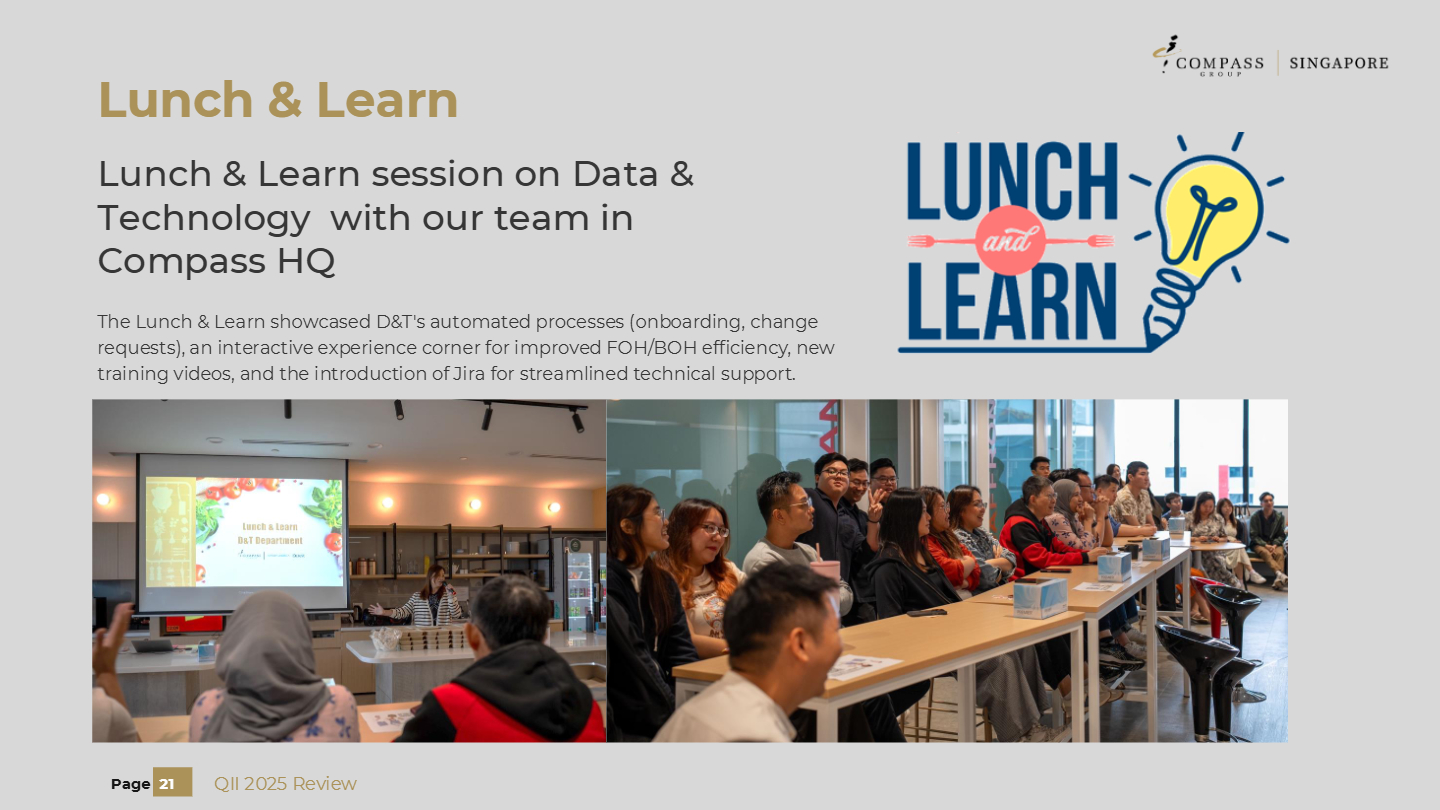 COMPASS
GROUP
SINGAPORE
Lunch & Learn
Lunch & Learn session on Data &
Technology  with our team in
Compass HQ
LUNCH
and
LEARN
The Lunch & Learn showcased D&T's automated processes (onboarding, change
requests), an interactive experience corner for improved FOH/BOH efficiency, new
training videos, and the introduction of Jira for streamlined technical support.
Lunch & Learn
D&T Department
Page 21
QII 2025 Review